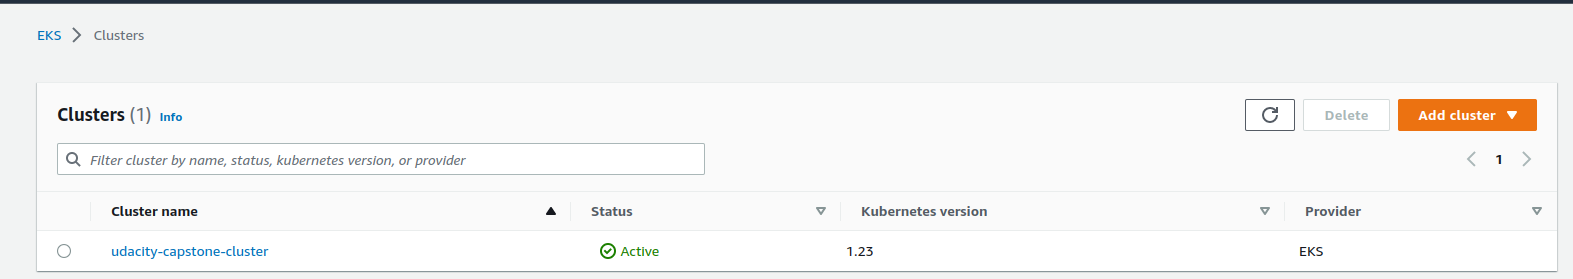 EKS > Clusters
Clusters (1) Info
Delete
Add cluster
Filter cluster by name, status, kubernetes version, or provider
1
Cluster name Status Kubernetes version Provider
udacity-capstone-cluster Active 1.23 EKS